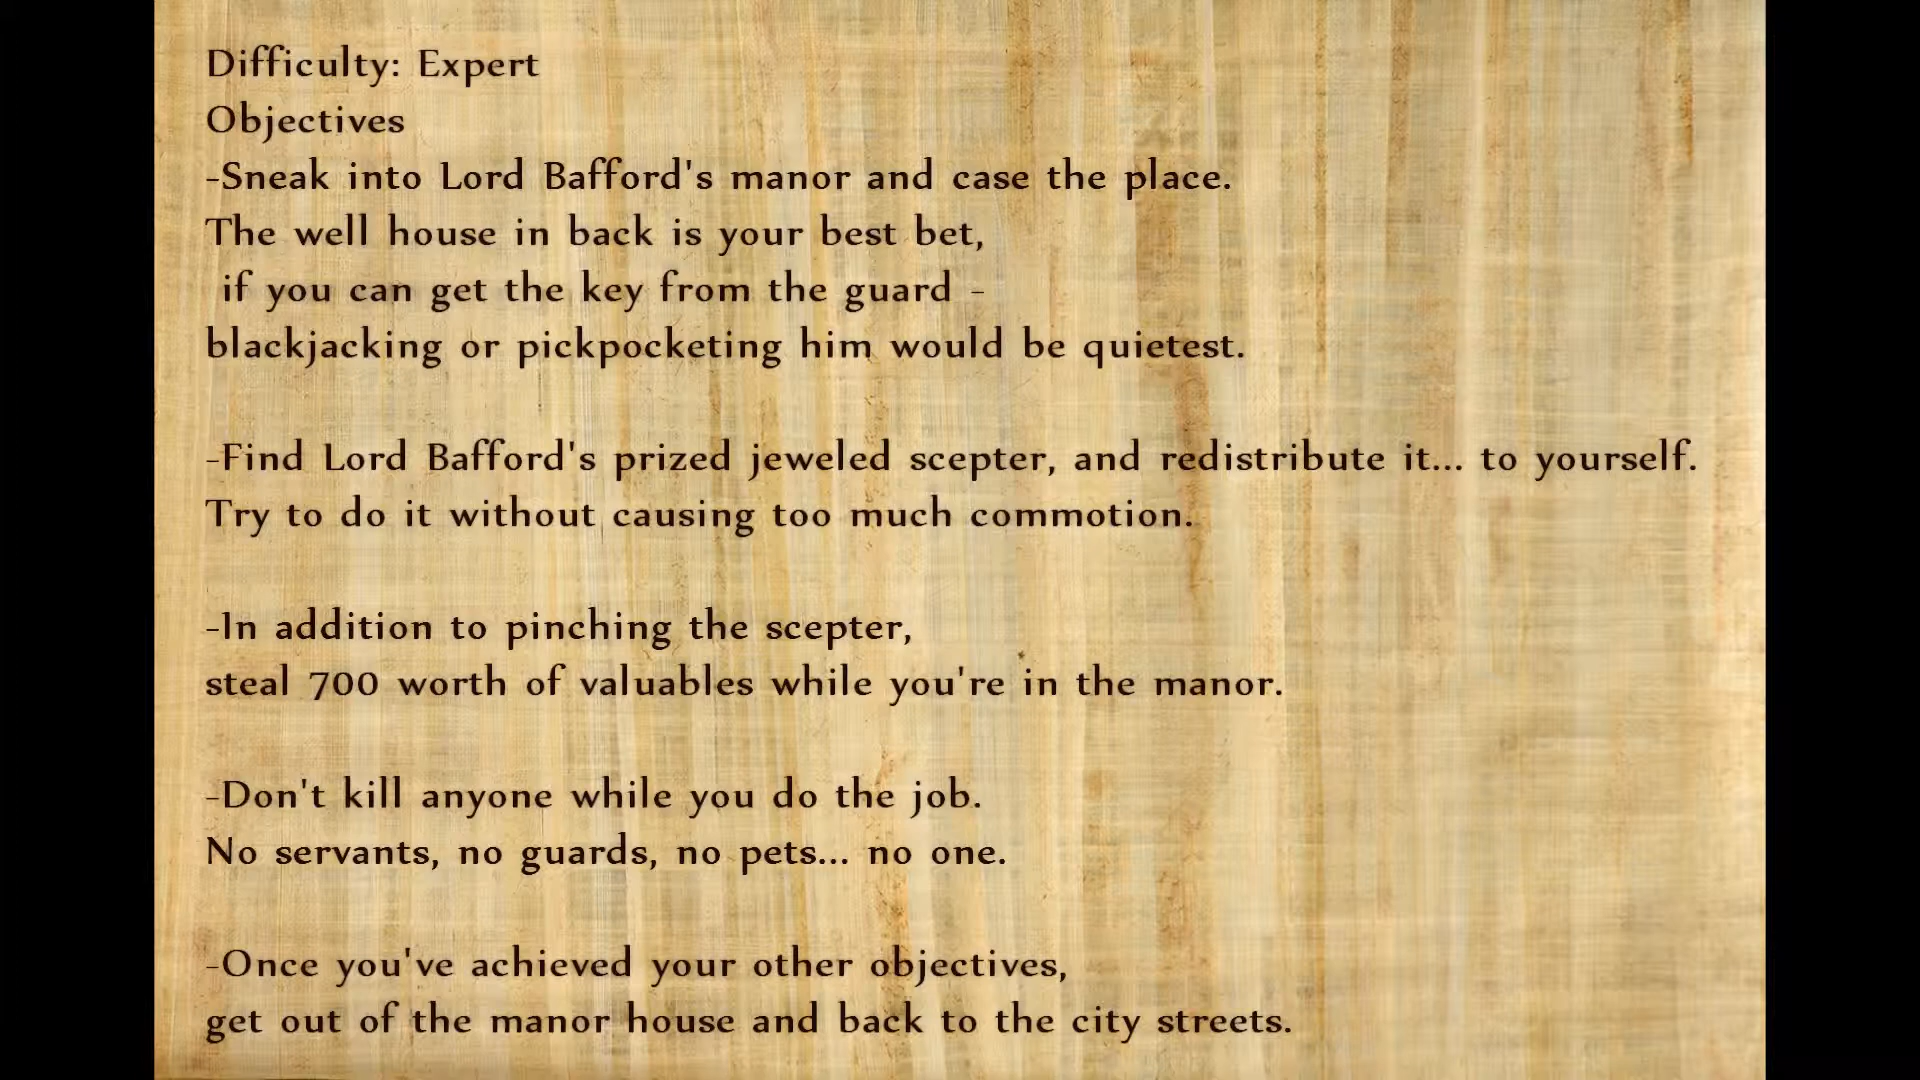 Difficulty: Expert
Objectives
-Sneak into Lord Bafford's manor and case the place.
The well house in back is your best bet,
if you can get the key from the guard -
blackjacking or pickpocketing him would be quietest.
-Find Lord Bafford's prized jeweled scepter, and redistribute it... to yourself.
Try to do it without causing too much commotion.
-In addition to pinching the scepter,
steal 700 worth of valuables while you're in the manor.
-Don't kill anyone while you do the job.
No servants, no guards, no pets... no one.
-Once you've achieved your other objectives,
get out of the manor house and back to the city streets.